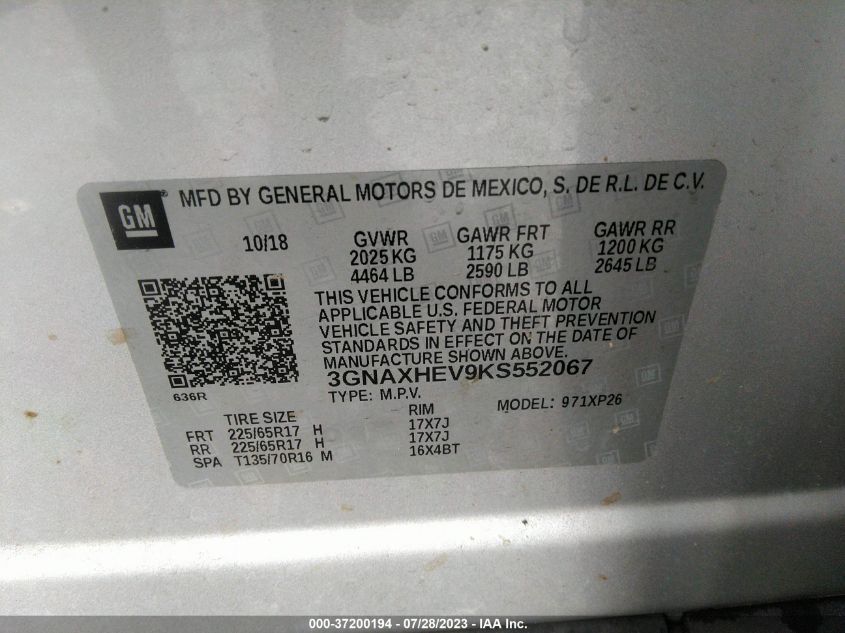 GM ® MFD BY GENERAL MOTORS DE MEXICO, S. DE R.L. DE C.V.
10/18 GVWR GAWR FRT GAWR RR
2025 KG 1175 KG 1200 KG
4464 LB 2590 LB 2645 LB
THIS VEHICLE CONFORMS TO ALL
APPLICABLE U.S. FEDERAL MOTOR
VEHICLE SAFETY AND THEFT PREVENTION
STANDARDS IN EFFECT ON THE DATE OF
MANUFACTURE SHOWN ABOVE.
3GNAXHEV9KS552067
636R
TYPE: M.P.V. MODEL: 971XP26
TIRE SIZE RIM
FRT 225/65R17 H 17X7J
RR 225/65R17 H 17X7J
SPA T135/70R16 M 16X4BT
000-37200194 - 07/28/2023 - IAA Inc.